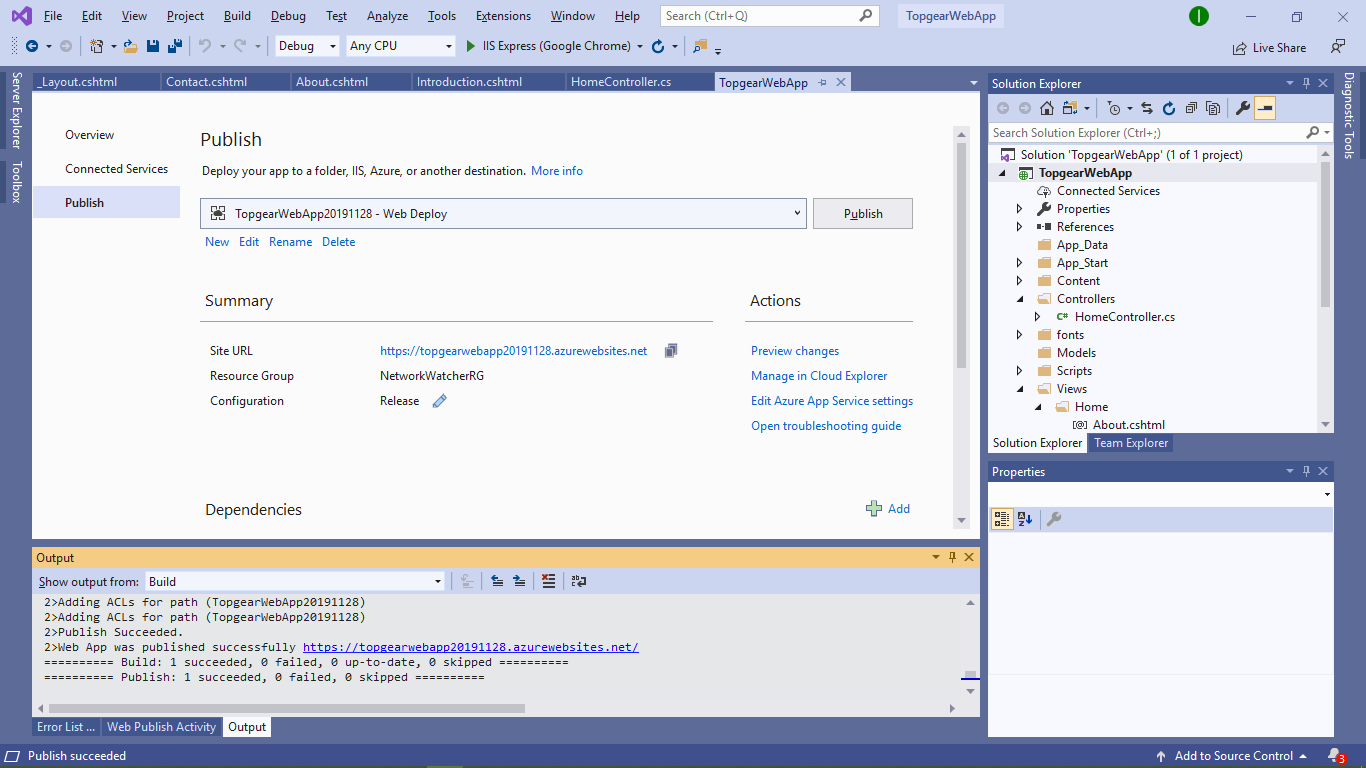 File Edit View Project Build Debug Test Analyze Tools Extensions Window Help Search (Ctrl+Q) TopgearWebApp
Debug Any CPU IIS Express (Google Chrome) Live Share
Server Explorer
Toolbox
_Layout.cshtml Contact.cshtml About.cshtml Introduction.cshtml HomeController.cs TopgearWebApp
Overview
Connected Services
Publish
Publish
Deploy your app to a folder, IIS, Azure, or another destination. More info
TopgearWebApp20191128 - Web Deploy Publish
New Edit Rename Delete
Summary
Site URL https://topgearwebapp20191128.azurewebsites.net
Resource Group NetworkWatcherRG
Configuration Release
Actions
Preview changes
Manage in Cloud Explorer
Edit Azure App Service settings
Open troubleshooting guide
Dependencies Add
Output
Show output from: Build
2>Adding ACLs for path (TopgearWebApp20191128)
2>Adding ACLs for path (TopgearWebApp20191128)
2>Publish Succeeded.
2>Web App was published successfully https://topgearwebapp20191128.azurewebsites.net/
========== Build: 1 succeeded, 0 failed, 0 up-to-date, 0 skipped ==========
========== Publish: 1 succeeded, 0 failed, 0 skipped ==========
Error List ... Web Publish Activity Output
Solution Explorer
Search Solution Explorer (Ctrl+;)
Solution 'TopgearWebApp' (1 of 1 project)
TopgearWebApp
Connected Services
Properties
References
App_Data
App_Start
Content
Controllers
C# HomeController.cs
fonts
Models
Scripts
Views
Home
[@] About.cshtml
Solution Explorer Team Explorer
Properties
Diagnostic Tools
Publish succeeded Add to Source Control 3